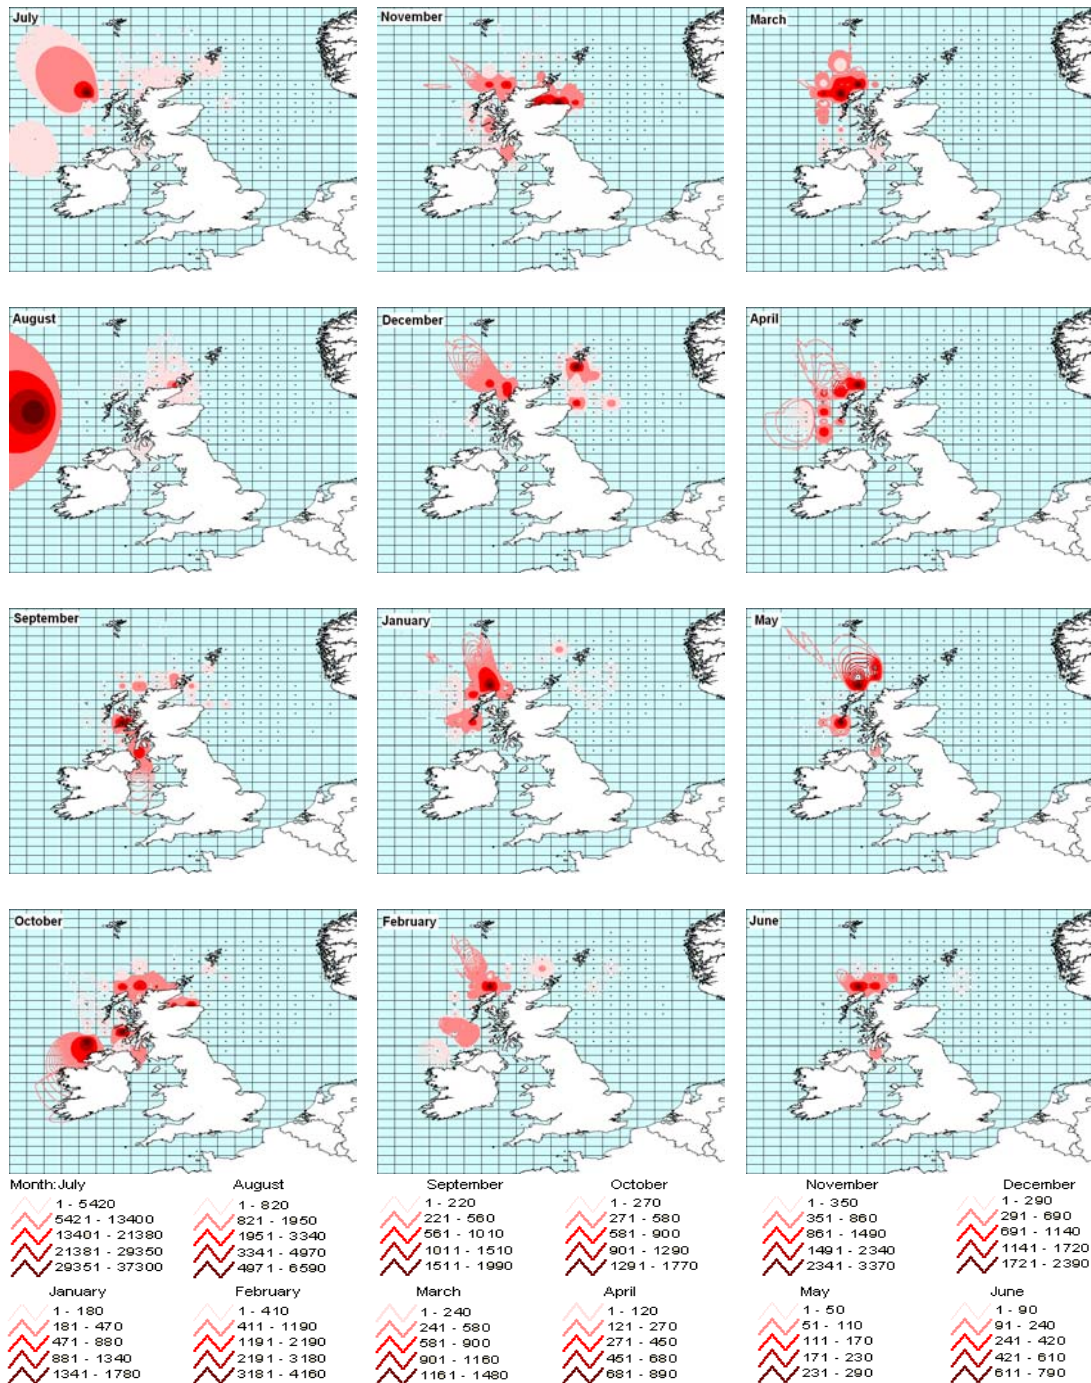 July
November
March
August
December
April
September
January
May
October
February
June
Month:July
1 - 5420
5421 - 13400
13401 - 21380
21381 - 29350
29351 - 37300
August
1 - 820
821 - 1950
1951 - 3340
3341 - 4970
4971 - 6590
September
1 - 220
221 - 560
561 - 1010
1011 - 1510
1511 - 1990
October
1 - 270
271 - 580
581 - 900
901 - 1290
1291 - 1770
November
1 - 350
351 - 860
861 - 1490
1491 - 2340
2341 - 3370
December
1 - 290
291 - 690
691 - 1140
1141 - 1720
1721 - 2390
January
1 - 180
181 - 470
471 - 880
881 - 1340
1341 - 1780
February
1 - 410
411 - 1190
1191 - 2190
2191 - 3180
3181 - 4160
March
1 - 240
241 - 580
581 - 900
901 - 1160
1161 - 1480
April
1 - 120
121 - 270
271 - 450
451 - 680
681 - 890
May
1 - 50
51 - 110
111 - 170
171 - 230
231 - 290
June
1 - 90
91 - 240
241 - 420
421 - 610
611 - 790